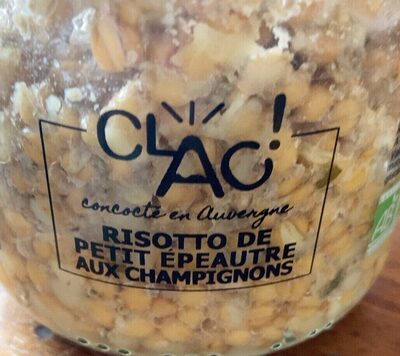 CLAC!
concocté en Auvergne
RISOTTO DE
PETIT ÉPEAUTRE
AUX CHAMPIGNONS